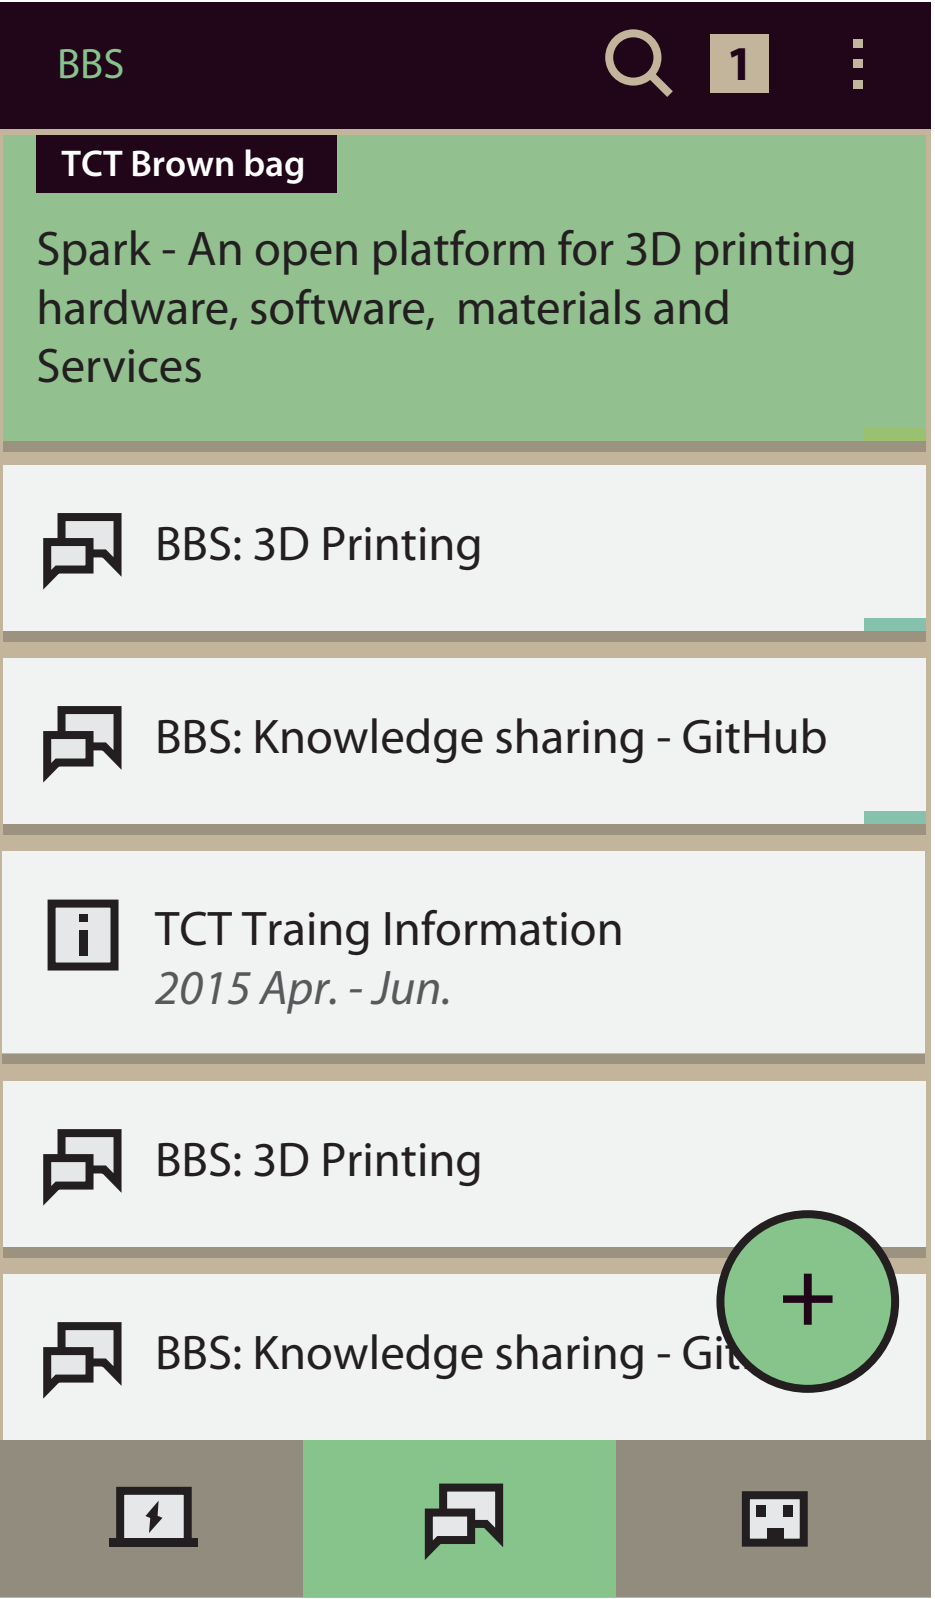 BBS
1
TCT Brown bag
Spark - An open platform for 3D printing
hardware, software, materials and
Services
BBS: 3D Printing
BBS: Knowledge sharing - GitHub
TCT Traing Information
2015 Apr. - Jun.
BBS: 3D Printing
BBS: Knowledge sharing - Git